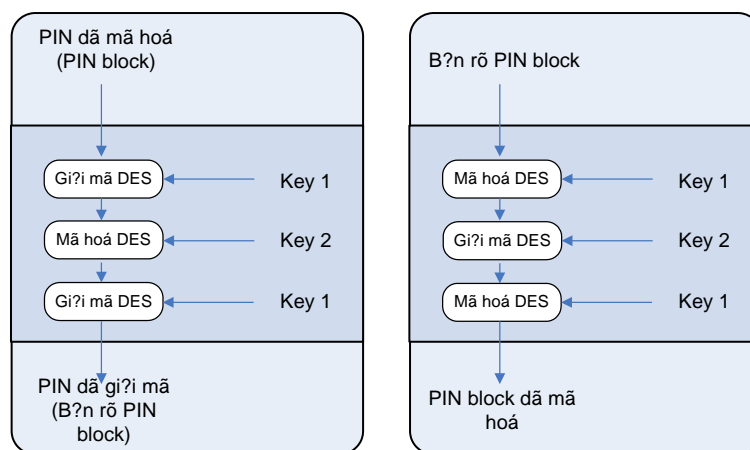 PIN dã mã hoá
(PIN block)
Gi?i mã DES
Key 1
Mã hoá DES
Key 2
Gi?i mã DES
Key 1
PIN dã gi?i mã
(B?n rõ PIN
block)
B?n rõ PIN block
Mã hoá DES
Key 1
Gi?i mã DES
Key 2
Mã hoá DES
Key 1
PIN block dã mã
hoá